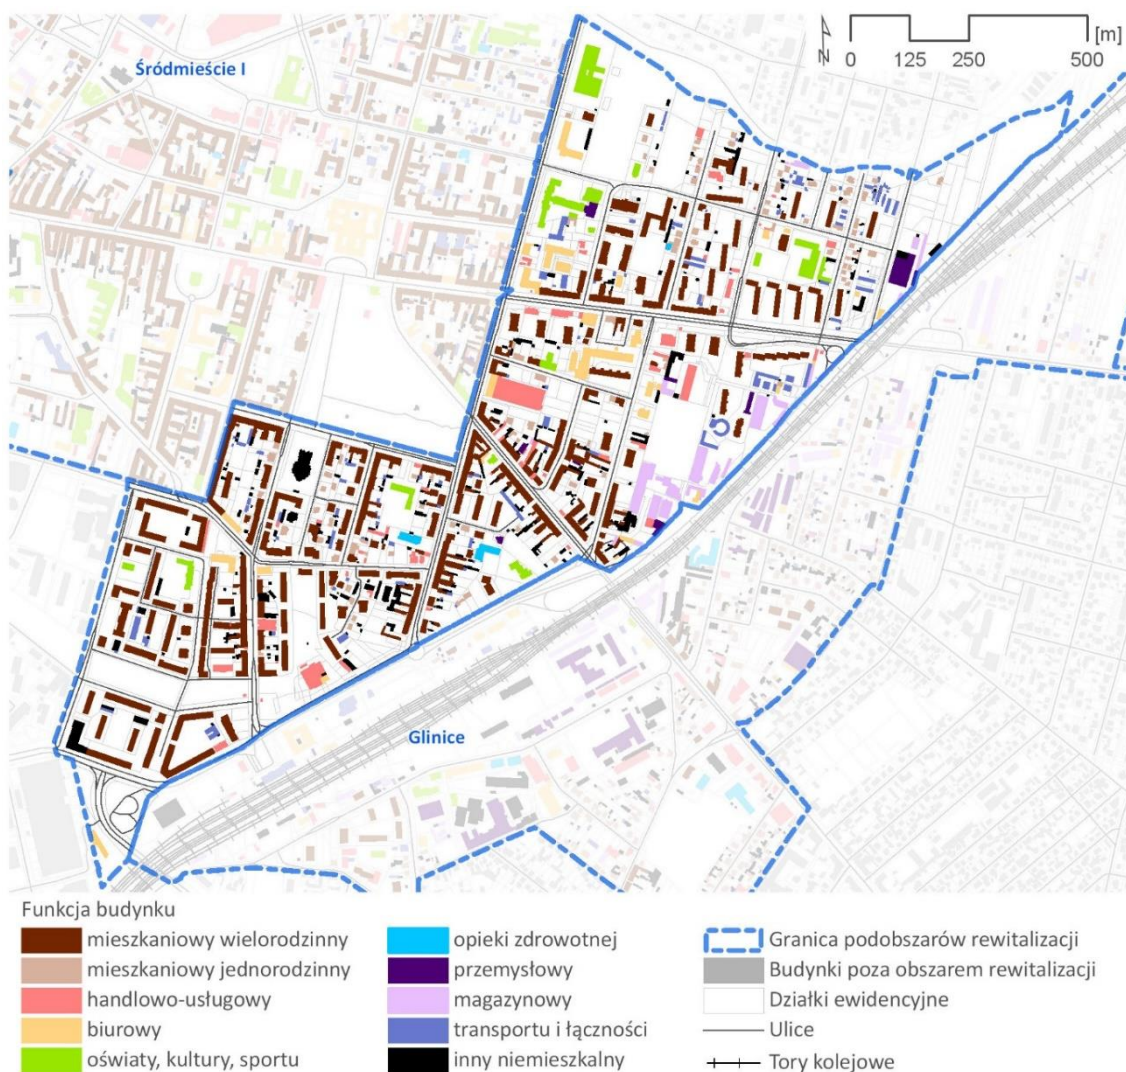 Śródmieście I
N
[m]
0 125 250 500
Glinice
Funkcja budynku
mieszkaniowy wielorodzinny
mieszkaniowy jednorodzinny
handlowo-usługowy
biurowy
oświaty, kultury, sportu
opieki zdrowotnej
przemysłowy
magazynowy
transportu i łączności
inny niemieszkalny
Granica podobszarów rewitalizacji
Budynki poza obszarem rewitalizacji
Działki ewidencyjne
Ulice
Tory kolejowe